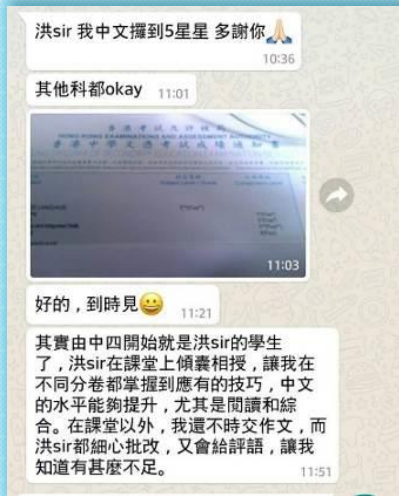 洪sir 我中文攞到5星星 多謝你🙏🏻
10:36
其他科都okay 11:01
香港考試及評核局
HONG KONG EXAMINATIONS AND ASSESSMENT AUTHORITY
香港中學文憑考試成績通知書
11:03
好的，到時見😀 11:21
其實由中四開始就是洪sir的學生
了，洪sir在課堂上傾囊相授，讓我在
不同分卷都掌握到應有的技巧，中文
的水平能夠提升，尤其是閱讀和綜
合。在課堂以外，我還不時交作文，而
洪sir都細心批改，又會給評語，讓我
知道有甚麼不足。 11:51